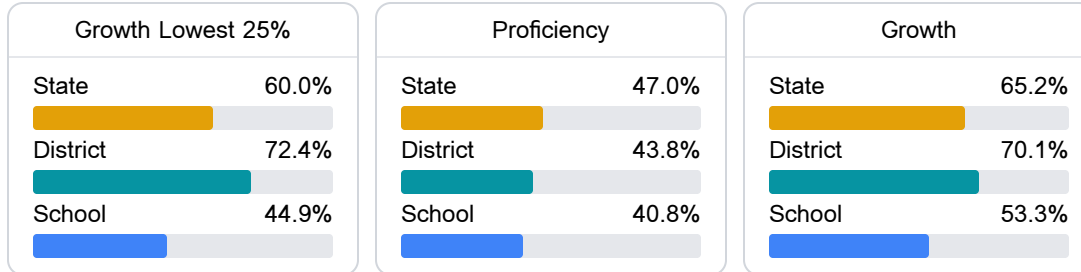 Growth Lowest 25%
State 60.0%
District 72.4%
School 44.9%
Proficiency
State 47.0%
District 43.8%
School 40.8%
Growth
State 65.2%
District 70.1%
School 53.3%